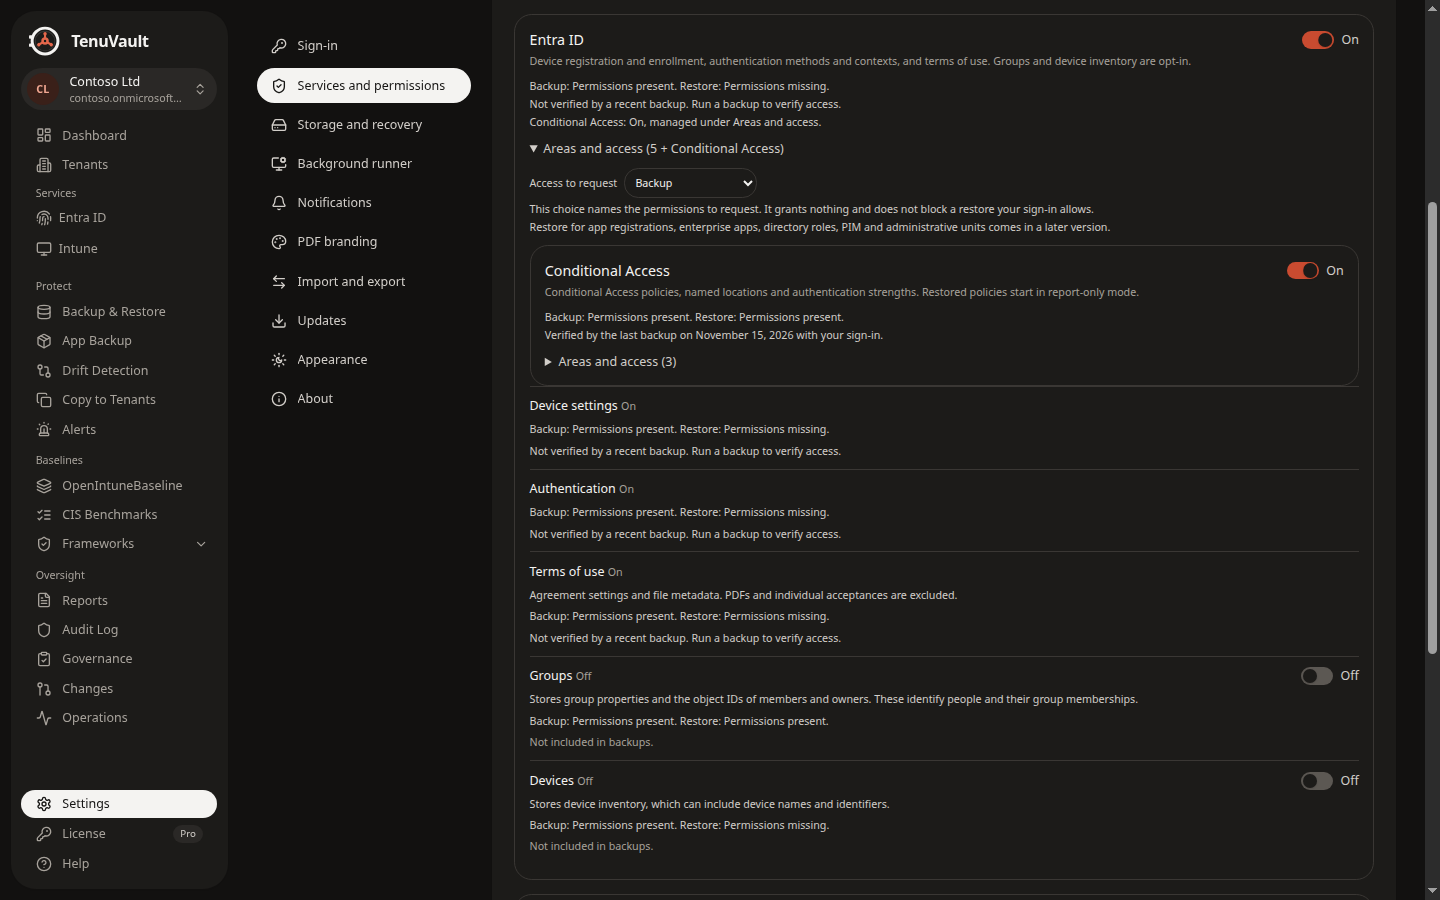 TenuVault
CL
Contoso Ltd
contoso.onmicrosoft...
Dashboard
Tenants
Services
Entra ID
Intune
Protect
Backup & Restore
App Backup
Drift Detection
Copy to Tenants
Alerts
Baselines
OpenIntuneBaseline
CIS Benchmarks
Frameworks
Oversight
Reports
Audit Log
Governance
Changes
Operations
Settings
License Pro
Help
Sign-in
Services and permissions
Storage and recovery
Background runner
Notifications
PDF branding
Import and export
Updates
Appearance
About
Entra ID On
Device registration and enrollment, authentication methods and contexts, and terms of use. Groups and device inventory are opt-in.
Backup: Permissions present. Restore: Permissions missing.
Not verified by a recent backup. Run a backup to verify access.
Conditional Access: On, managed under Areas and access.
Areas and access (5 + Conditional Access)
Access to request Backup
This choice names the permissions to request. It grants nothing and does not block a restore your sign-in allows.
Restore for app registrations, enterprise apps, directory roles, PIM and administrative units comes in a later version.
Conditional Access On
Conditional Access policies, named locations and authentication strengths. Restored policies start in report-only mode.
Backup: Permissions present. Restore: Permissions present.
Verified by the last backup on November 15, 2026 with your sign-in.
Areas and access (3)
Device settings On
Backup: Permissions present. Restore: Permissions missing.
Not verified by a recent backup. Run a backup to verify access.
Authentication On
Backup: Permissions present. Restore: Permissions missing.
Not verified by a recent backup. Run a backup to verify access.
Terms of use On
Agreement settings and file metadata. PDFs and individual acceptances are excluded.
Backup: Permissions present. Restore: Permissions missing.
Not verified by a recent backup. Run a backup to verify access.
Groups Off Off
Stores group properties and the object IDs of members and owners. These identify people and their group memberships.
Backup: Permissions present. Restore: Permissions present.
Not included in backups.
Devices Off Off
Stores device inventory, which can include device names and identifiers.
Backup: Permissions present. Restore: Permissions missing.
Not included in backups.